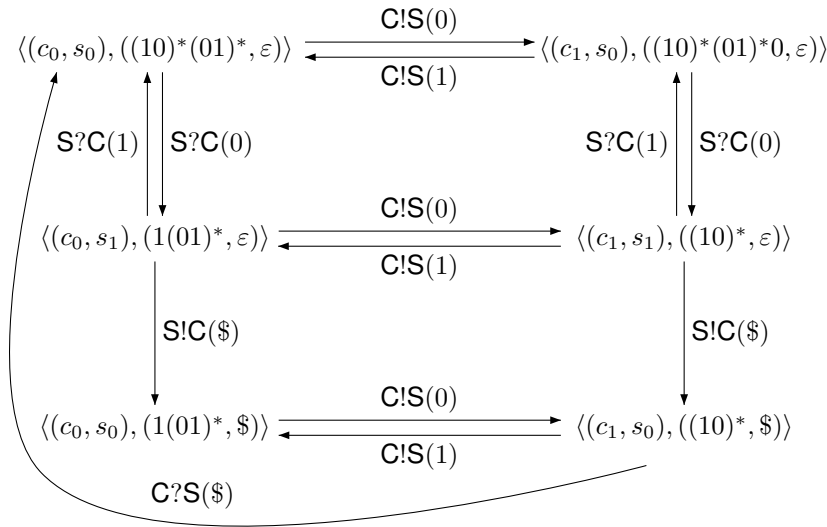 C!S(0)
⟨(c₀, s₀), ((10)*(01)*, ε)⟩ ⟨(c₁, s₀), ((10)*(01)*0, ε)⟩
C!S(1)
S?C(1) S?C(0) S?C(1) S?C(0)
C!S(0)
⟨(c₀, s₁), (1(01)*, ε)⟩ ⟨(c₁, s₁), ((10)*, ε)⟩
C!S(1)
S!C($) S!C($)
C!S(0)
⟨(c₀, s₀), (1(01)*, $)⟩ ⟨(c₁, s₀), ((10)*, $)⟩
C!S(1)
C?S($)